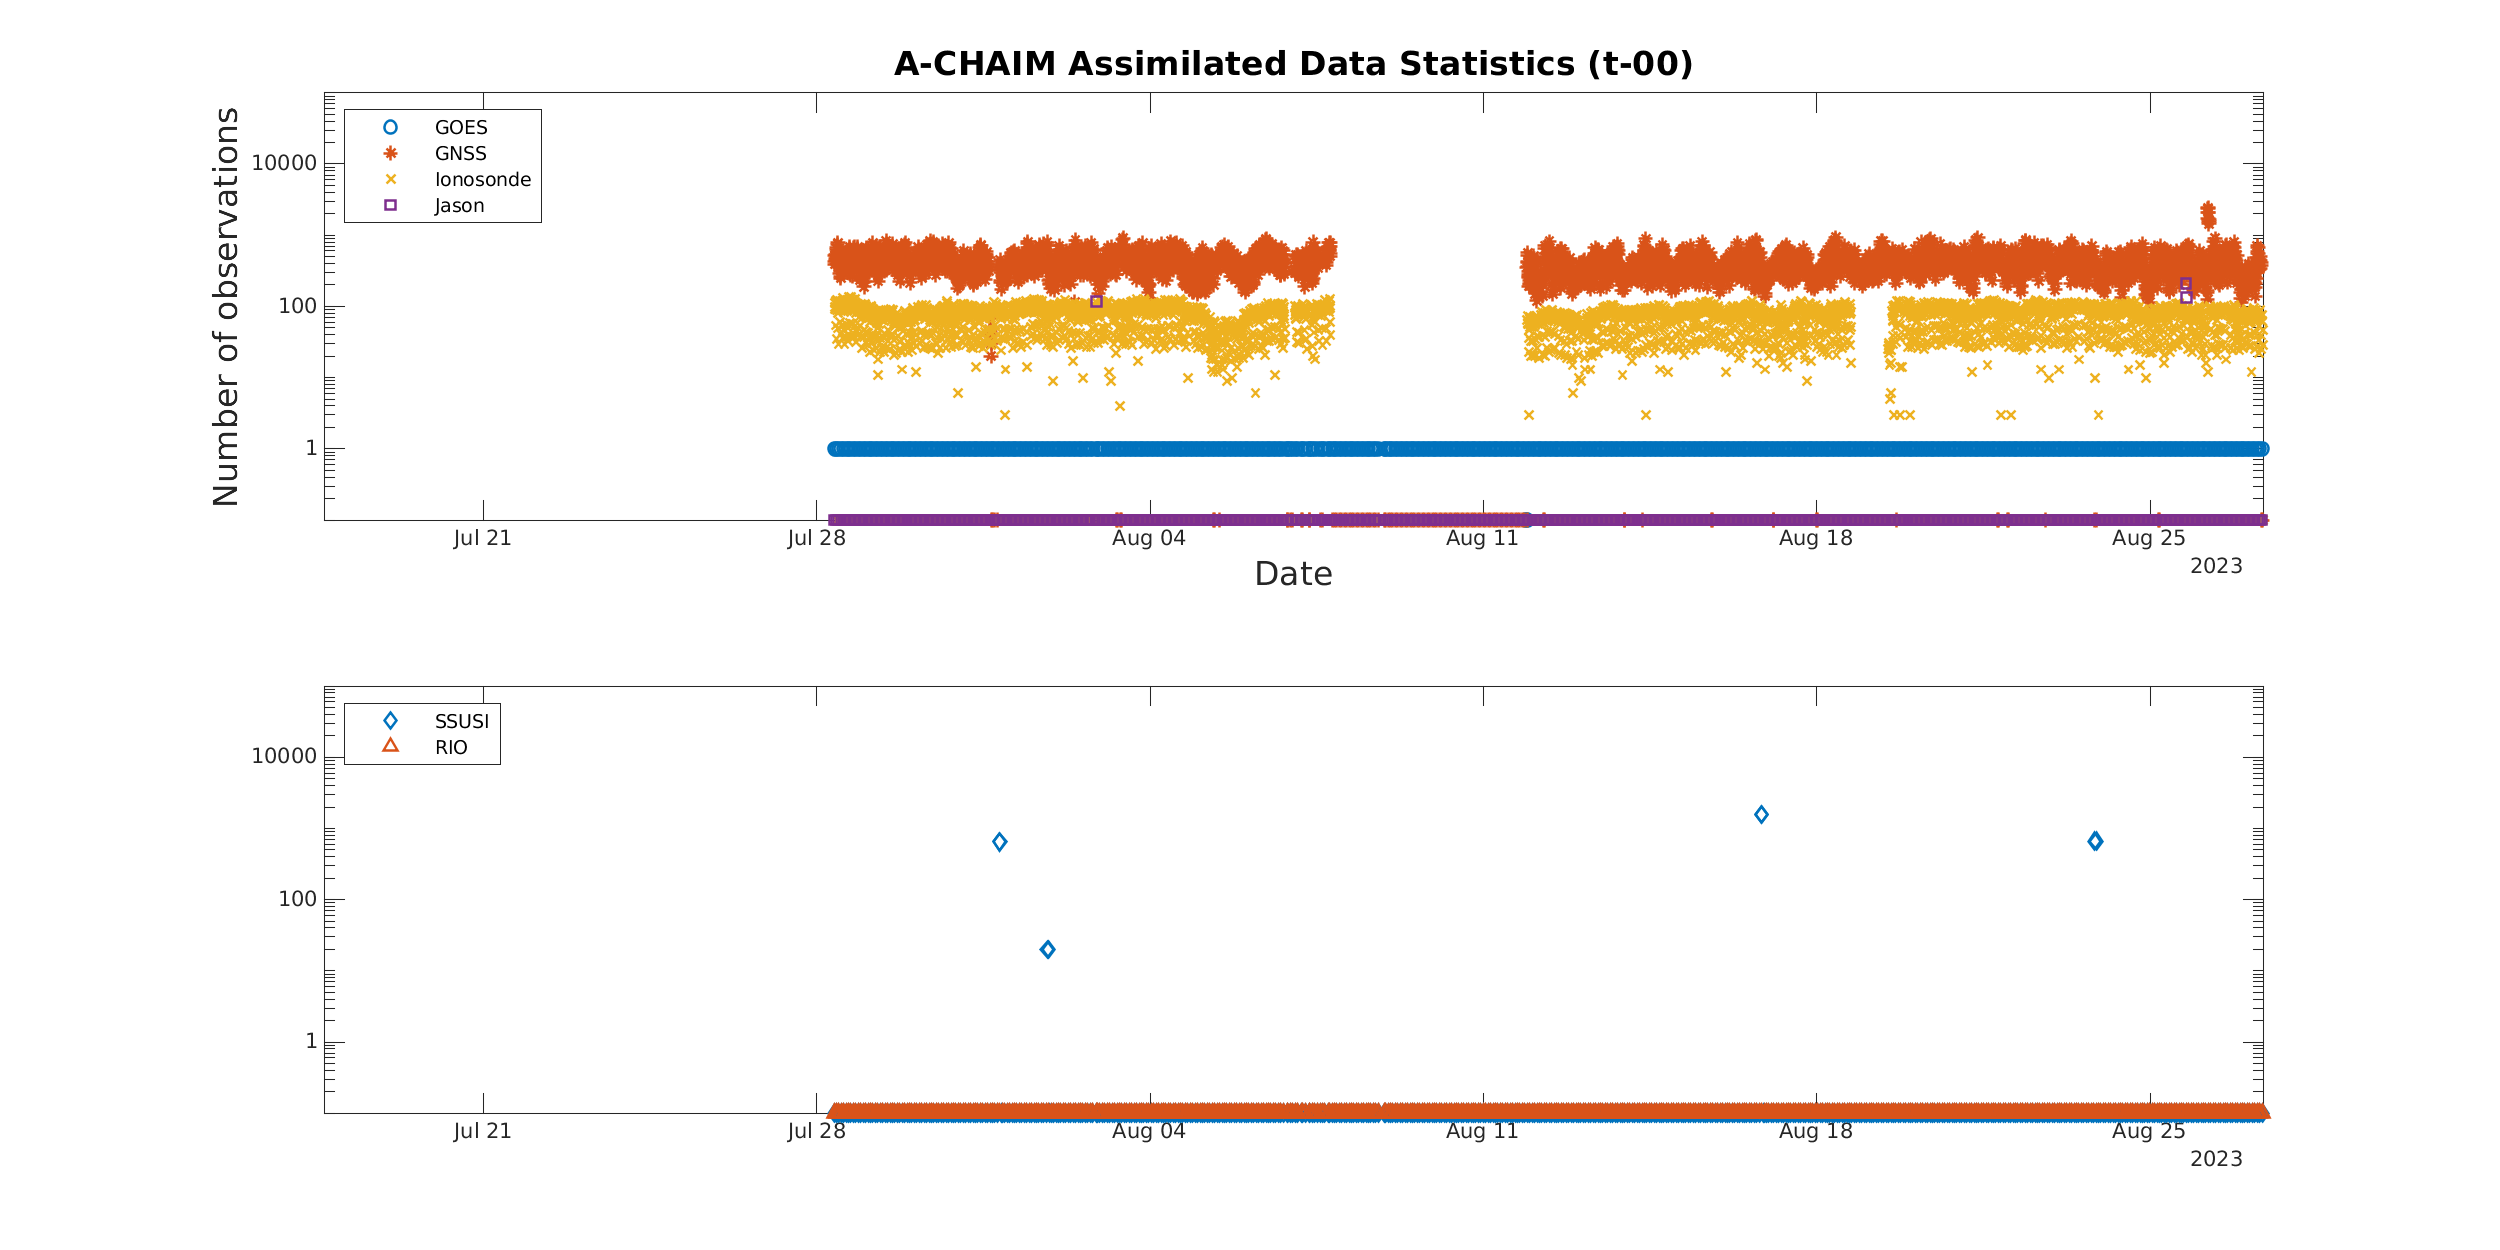 A-CHAIM Assimilated Data Statistics (t-00)
Number of observations
10000
100
1
GOES
GNSS
Ionosonde
Jason
Jul 21
Jul 28
Aug 04
Aug 11
Aug 18
Aug 25
2023
Date
10000
100
1
SSUSI
RIO
Jul 21
Jul 28
Aug 04
Aug 11
Aug 18
Aug 25
2023